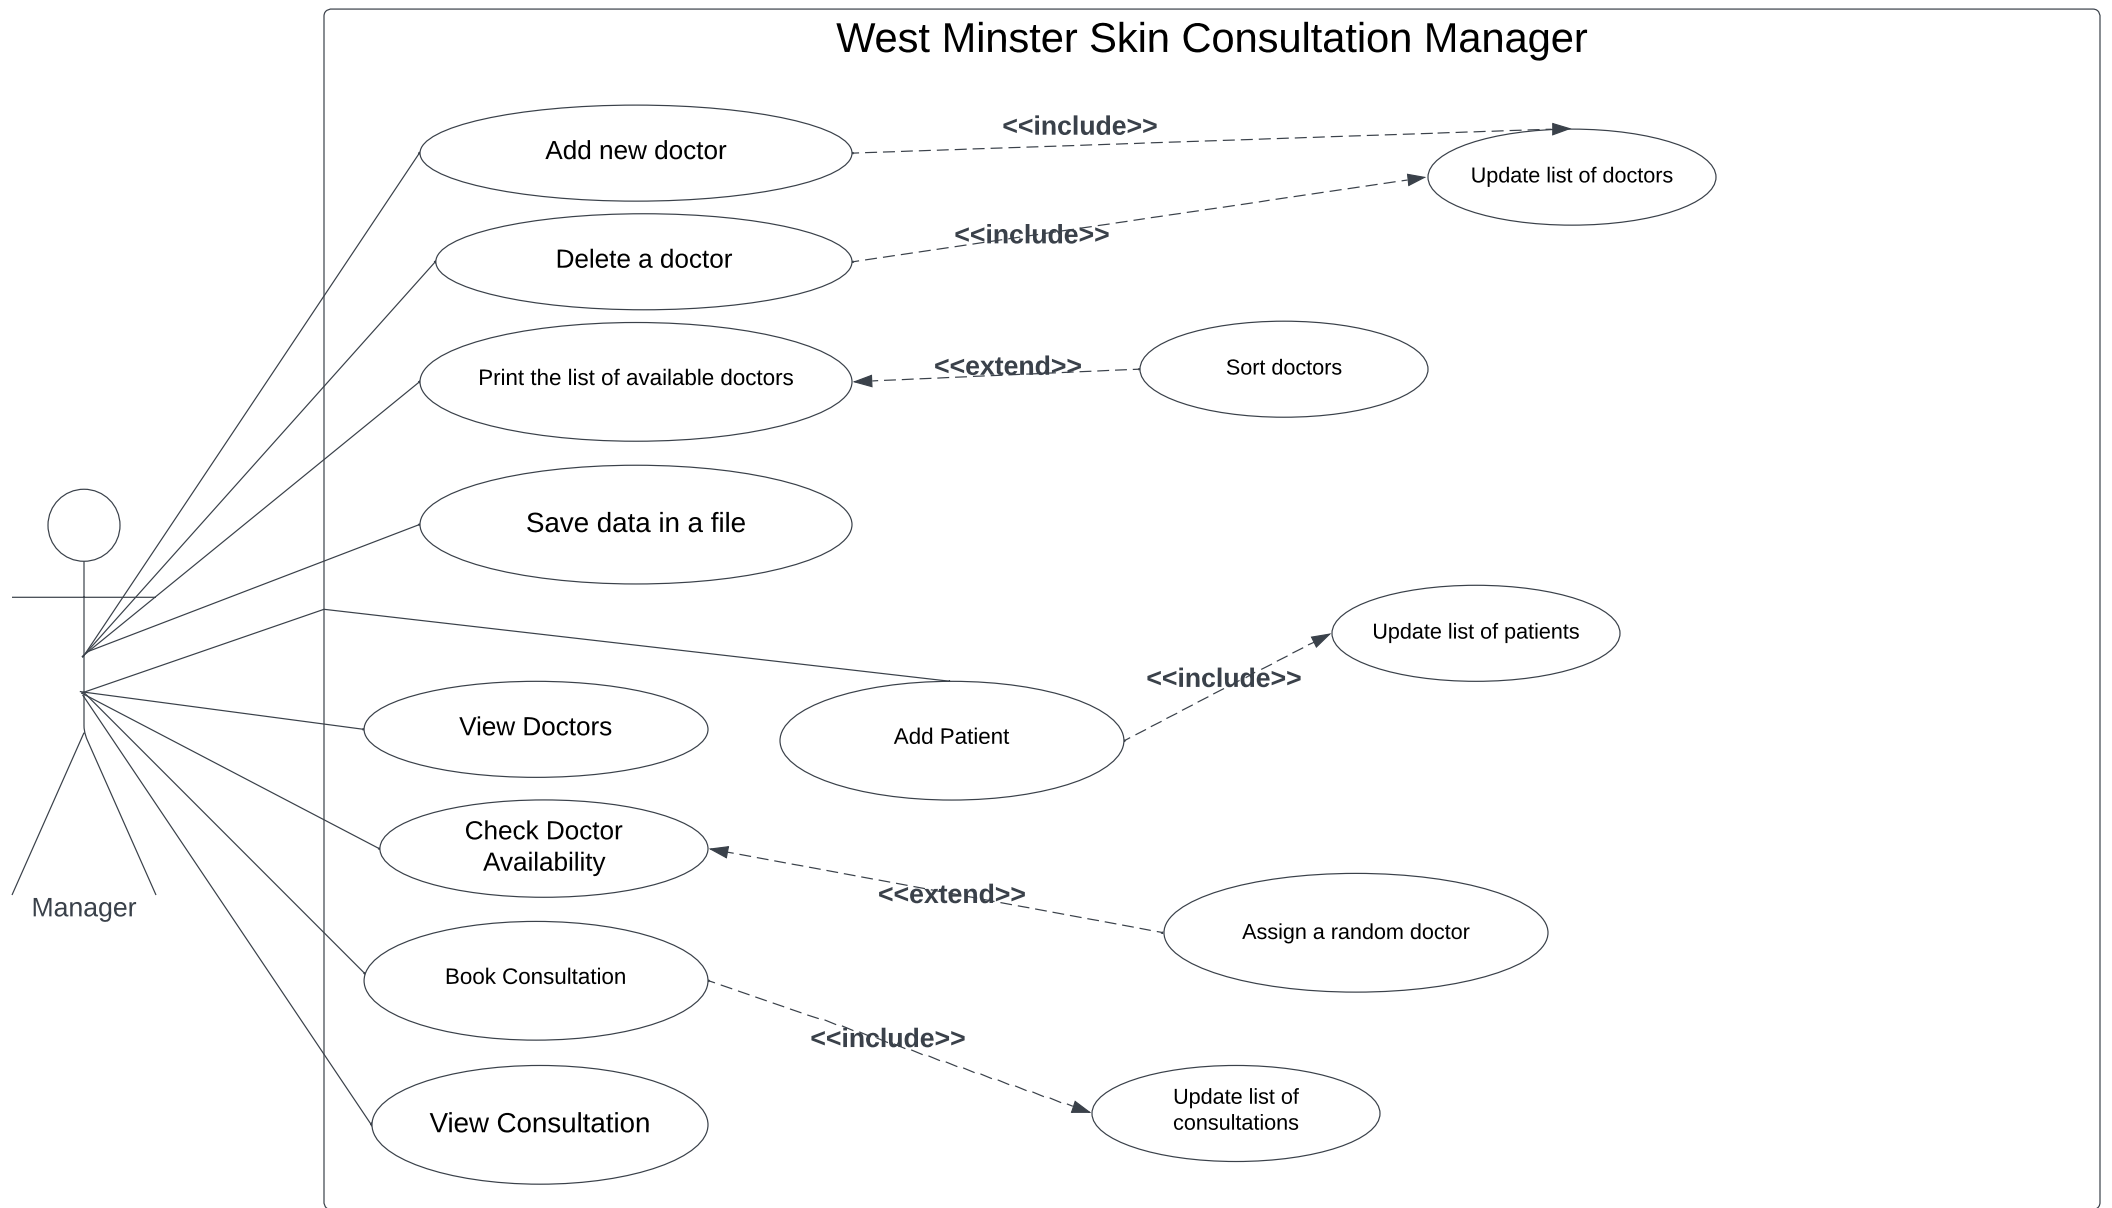 West Minster Skin Consultation Manager
Add new doctor
<<include>>
Update list of doctors
Delete a doctor
<<include>>
Print the list of available doctors
<<extend>>
Sort doctors
Save data in a file
Update list of patients
<<include>>
View Doctors
Add Patient
Check Doctor
Availability
<<extend>>
Manager
Assign a random doctor
Book Consultation
<<include>>
Update list of
consultations
View Consultation